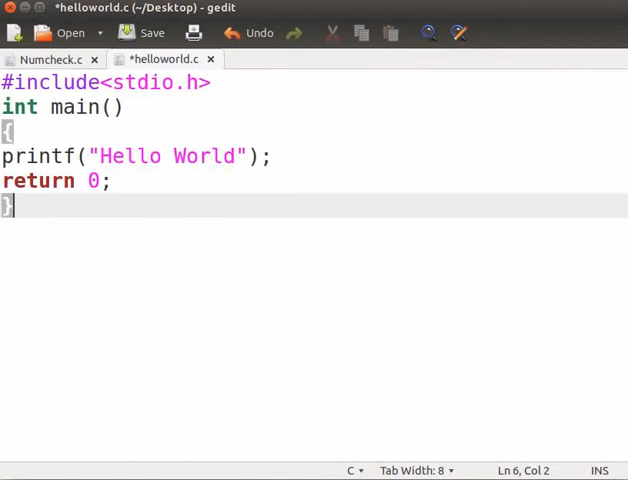 *helloworld.c (~/Desktop) - gedit
Open Save Undo
Numcheck.c *helloworld.c
#include<stdio.h>
int main()
{
printf("Hello World");
return 0;
}
C Tab Width: 8 Ln 6, Col 2 INS